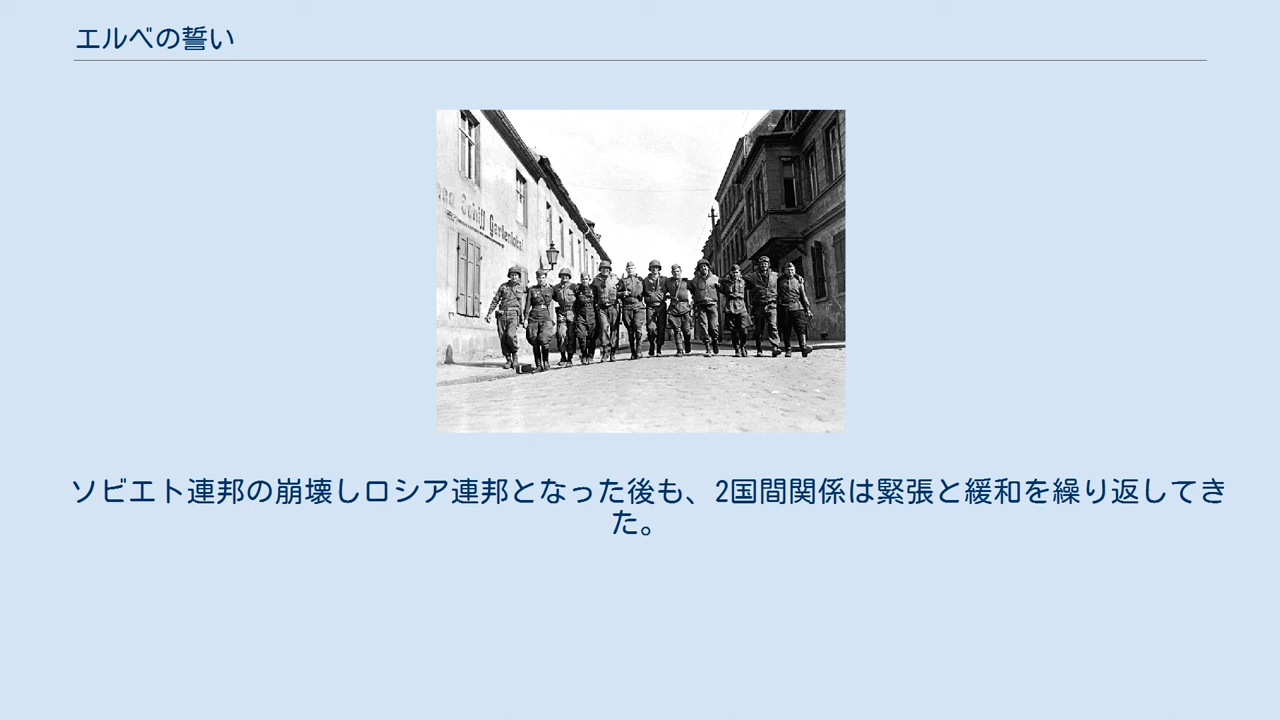 エルベの誓い
Schiff Gartenlokal
ソビエト連邦の崩壊しロシア連邦となった後も、2国間関係は緊張と緩和を繰り返してき
た。